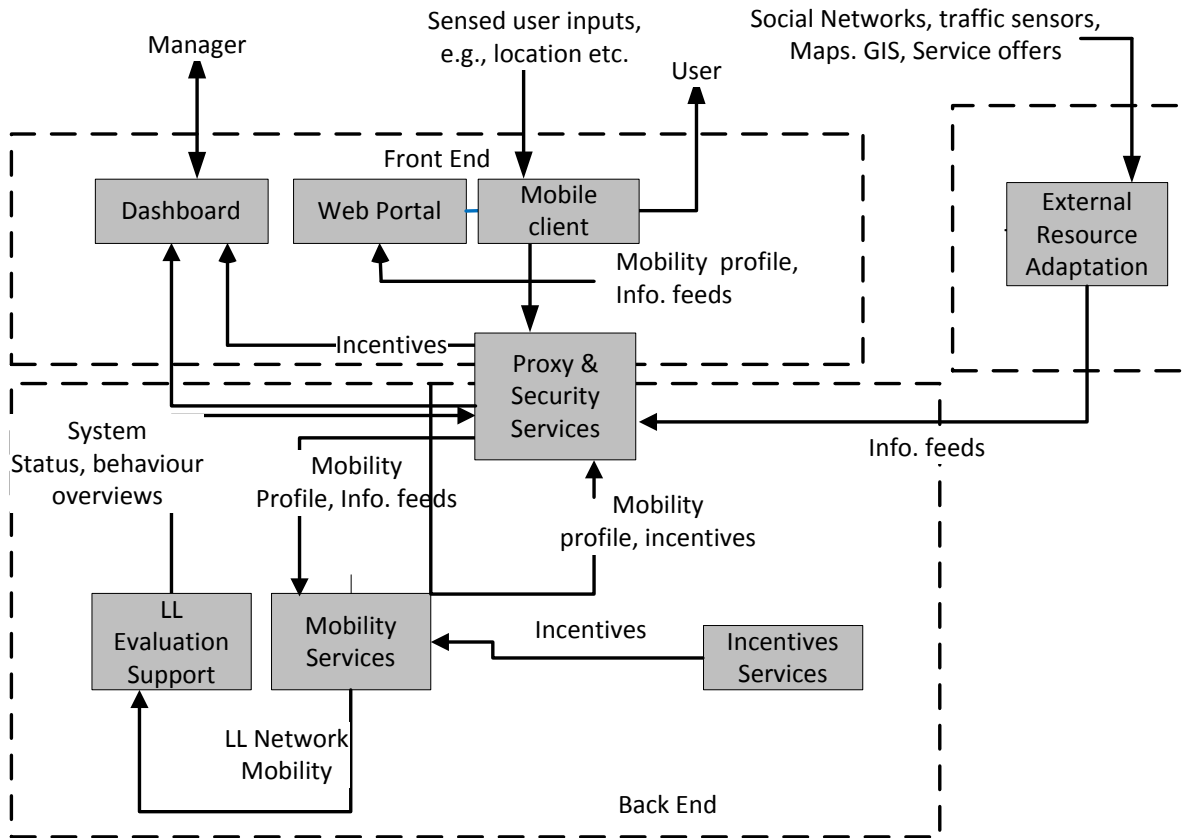 Manager
Sensed user inputs,
e.g., location etc.
User
Social Networks, traffic sensors,
Maps. GIS, Service offers
Front End
Dashboard
Web Portal
Mobile
client
External
Resource
Adaptation
Mobility profile,
Info. feeds
Incentives
Proxy &
Security
Services
System
Status, behaviour
overviews
Mobility
Profile, Info. feeds
Mobility
profile, incentives
Info. feeds
LL
Evaluation
Support
Mobility
Services
Incentives
Incentives
Services
LL Network
Mobility
Back End